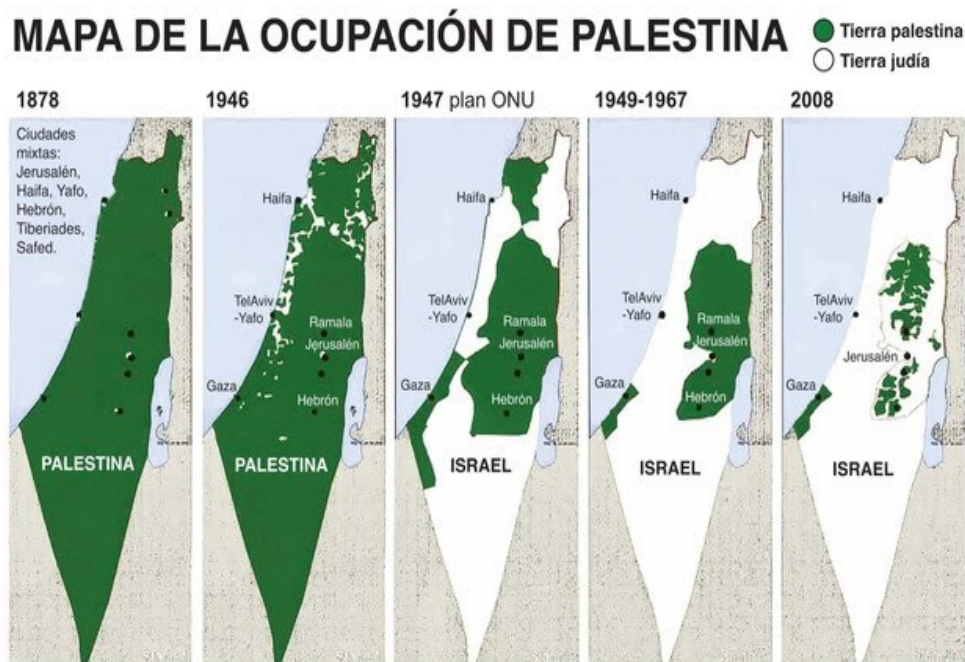 MAPA DE LA OCUPACIÓN DE PALESTINA
Tierra palestina
Tierra judía
1878
Ciudades
mixtas:
Jerusalén,
Haifa, Yafo,
Hebrón,
Tiberiades,
Safed.
PALESTINA
1946
Haifa
TelAviv
-Yafo
Ramala
Jerusalén
Gaza
Hebrón
PALESTINA
1947 plan ONU
Haifa
TelAviv
-Yafo
Ramala
Jerusalén
Gaza
Hebrón
ISRAEL
1949-1967
Haifa
TelAviv
-Yafo
Ramala
Jerusalén
Gaza
Hebrón
ISRAEL
2008
Haifa
TelAviv
-Yafo
Jerusalén
Gaza
ISRAEL